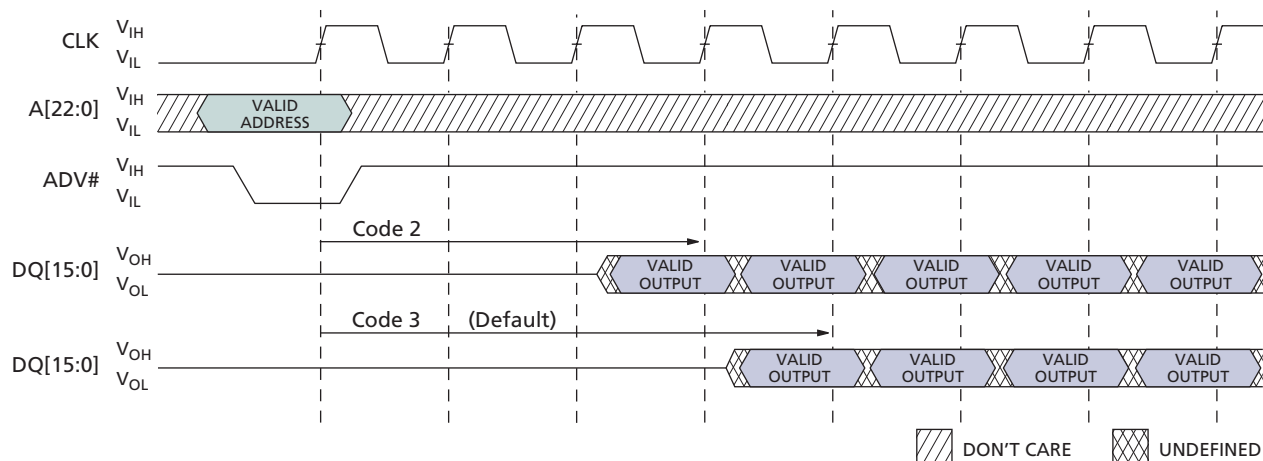 CLK
VIH
VIL
A[22:0]
VIH
VIL
VALID
ADDRESS
ADV#
VIH
VIL
Code 2
DQ[15:0]
VOH
VOL
VALID
OUTPUT
VALID
OUTPUT
VALID
OUTPUT
VALID
OUTPUT
VALID
OUTPUT
Code 3 (Default)
DQ[15:0]
VOH
VOL
VALID
OUTPUT
VALID
OUTPUT
VALID
OUTPUT
VALID
OUTPUT
DON'T CARE
UNDEFINED